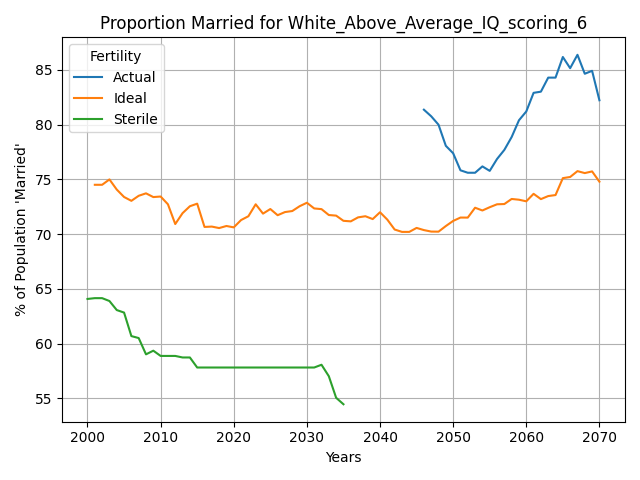 Proportion Married for White_Above_Average_IQ_scoring_6
Fertility
Actual
Ideal
Sterile
% of Population 'Married'
85
80
75
70
65
60
55
2000 2010 2020 2030 2040 2050 2060 2070
Years